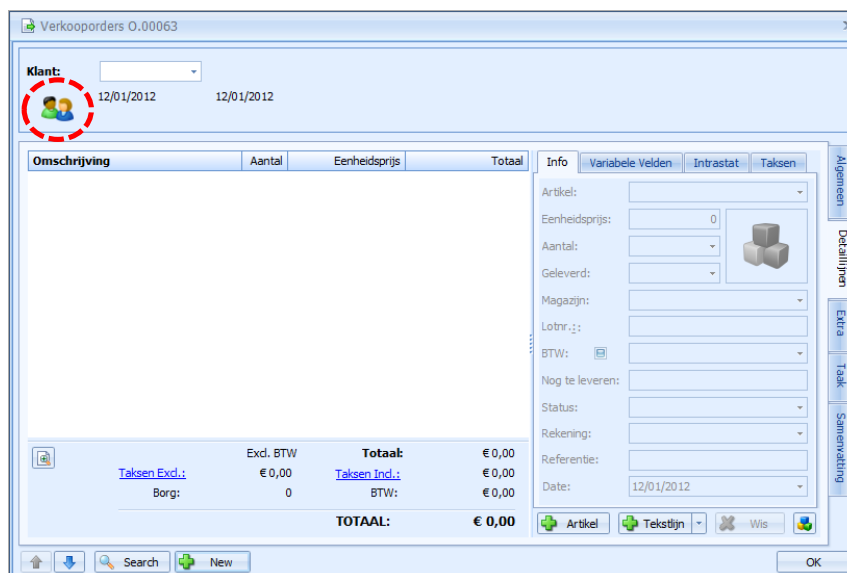 Verkooporders O.00063
Klant:
12/01/2012 12/01/2012
Omschrijving Aantal Eenheidsprijs Totaal
Info Variabele Velden Intrastat Taksen
Artikel:
Eenheidsprijs: 0
Aantal:
Geleverd:
Magazijn:
Lotnr.::
BTW:
Nog te leveren:
Status:
Rekening:
Referentie:
Date: 12/01/2012
Algemeen
Detaillijnen
Extra
Taak
Samenvatting
Excl. BTW Totaal: € 0,00
Taksen Excl.: € 0,00 Taksen Incl.: € 0,00
Borg: 0 BTW: € 0,00
TOTAAL: € 0,00
Artikel Tekstlijn Wis
Search New OK